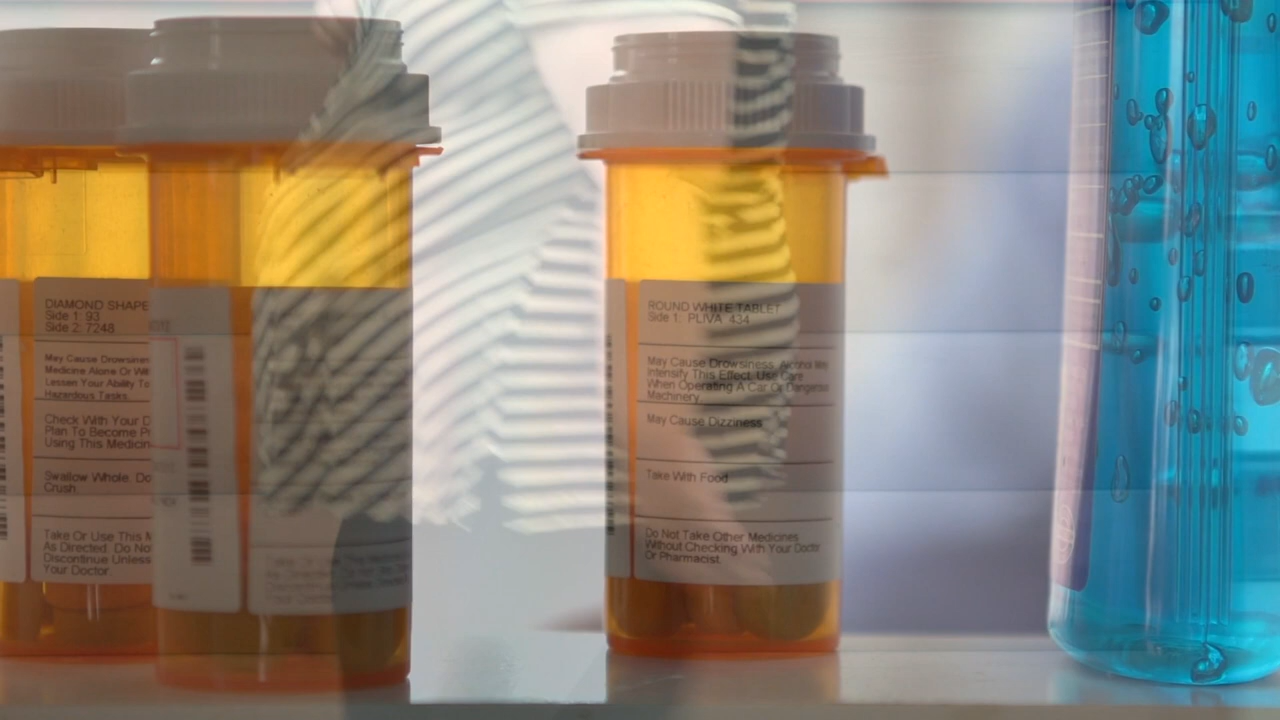 DIAMOND SHAPE
Side 1: 93
Side 2: 7248
May Cause Drowsines
Medicine Alone Or Wit
Lessen Your Ability To
Hazardous Tasks.
Check With Your D
Plan To Become Pr
Using This Medicin
Swallow Whole. Do
Crush.
Take Or Use This M
As Directed. Do Not
Discontinue Unless
Your Doctor.
ROUND WHITE TABLET
Side 1. PLIVA 434
May Cause Drowsiness. Alcohol May
Intensify This Effect. Use Care
When Operating A Car Or Dangerous
Machinery.
May Cause Dizziness
Take With Food
Do Not Take Other Medicines
Without Checking With Your Doctor
Or Pharmacist.